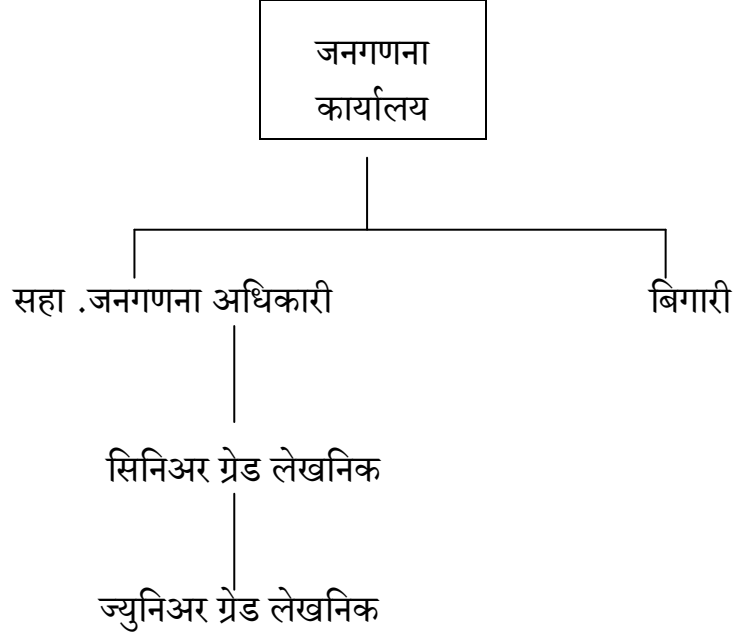 जनगणना
कार्यालय
सहा .जनगणना अधिकारी
बिगारी
सिनिअर ग्रेड लेखनिक
ज्युनिअर ग्रेड लेखनिक